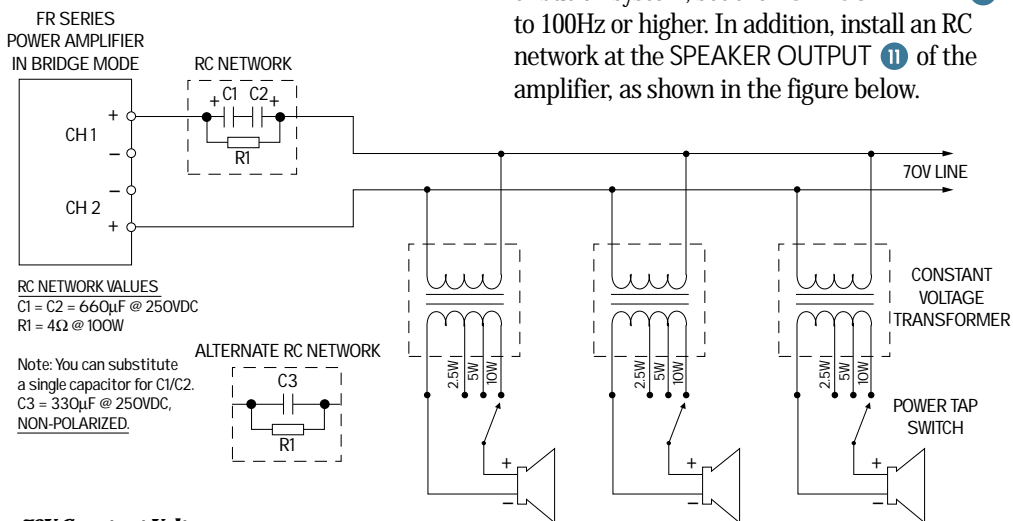 to 100Hz or higher. In addition, install an RC
network at the SPEAKER OUTPUT 11 of the
amplifier, as shown in the figure below.
FR SERIES
POWER AMPLIFIER
IN BRIDGE MODE
RC NETWORK
+ C1 C2 +
R1
CH 1
+
−
CH 2
−
+
70V LINE
RC NETWORK VALUES
C1 = C2 = 660µF @ 250VDC
R1 = 4Ω @ 100W
Note: You can substitute
a single capacitor for C1/C2.
C3 = 330µF @ 250VDC,
NON-POLARIZED.
ALTERNATE RC NETWORK
C3
R1
CONSTANT
VOLTAGE
TRANSFORMER
2.5W
5W
10W
2.5W
5W
10W
2.5W
5W
10W
POWER TAP
SWITCH
+
−
+
−
+
−